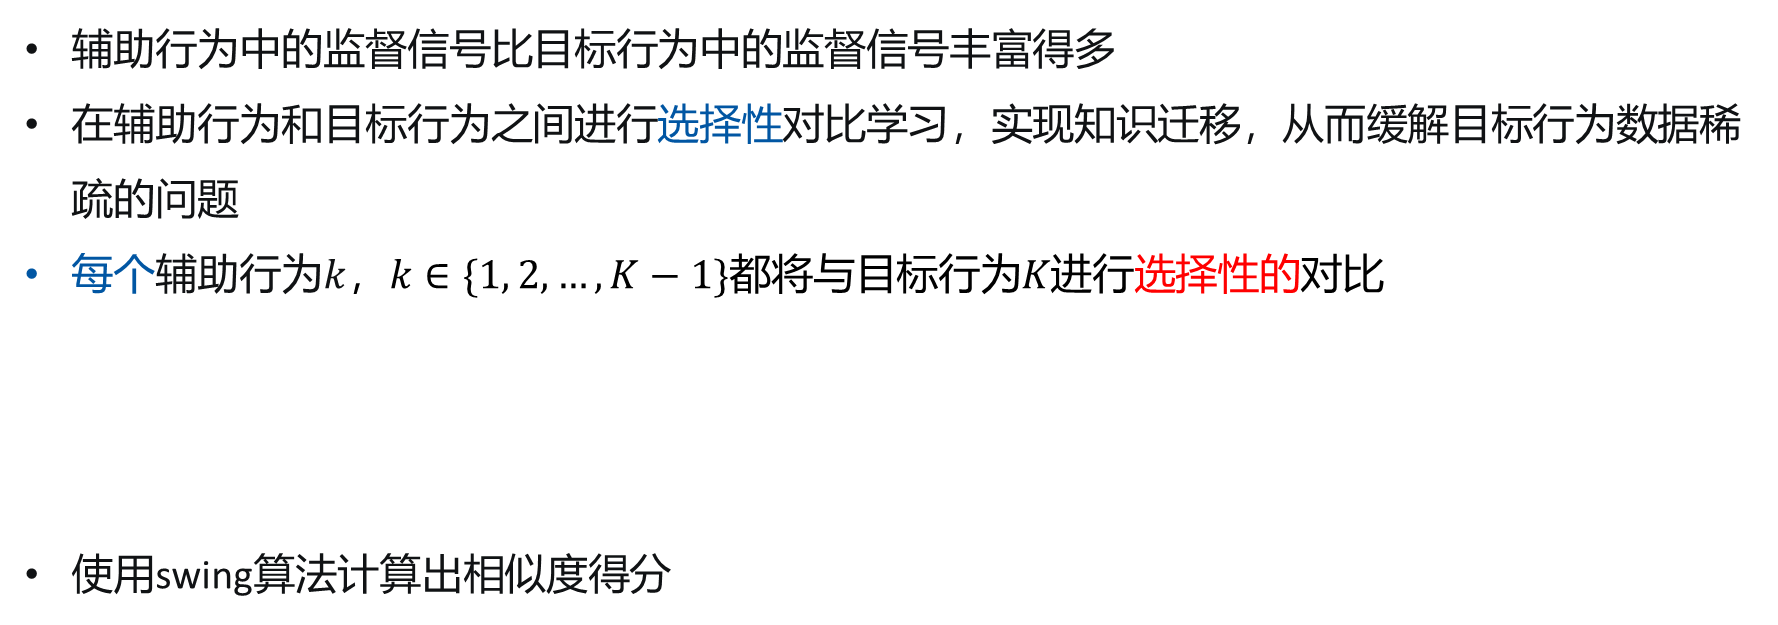 • 辅助行为中的监督信号比目标行为中的监督信号丰富得多
• 在辅助行为和目标行为之间进行选择性对比学习，实现知识迁移，从而缓解目标行为数据稀
疏的问题
• 每个辅助行为k，k ∈ {1, 2, … , K − 1}都将与目标行为K进行选择性的对比
• 使用swing算法计算出相似度得分